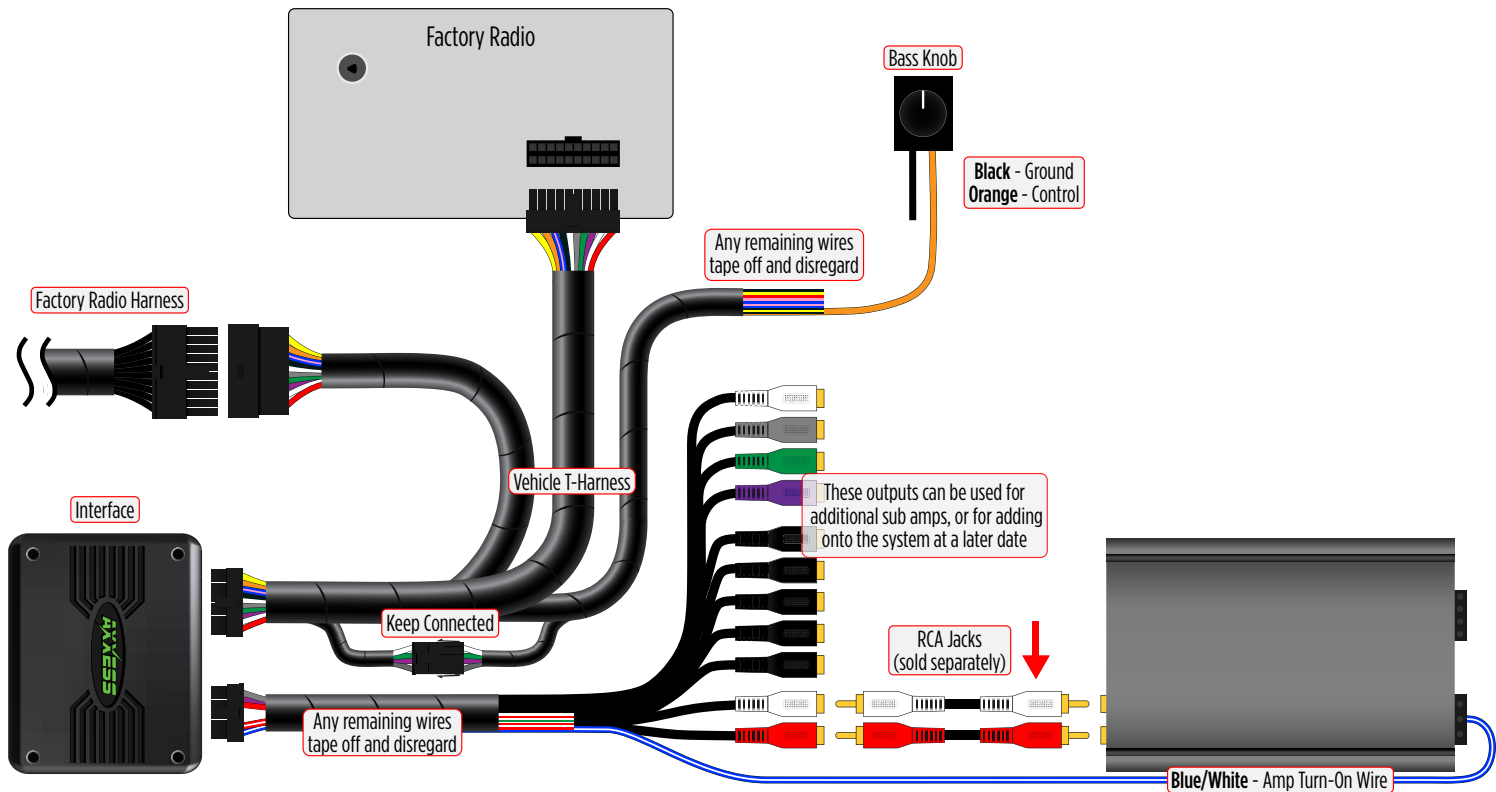 Factory Radio
Bass Knob
Black - Ground
Orange - Control
Any remaining wires
tape off and disregard
Factory Radio Harness
Vehicle T-Harness
These outputs can be used for
additional sub amps, or for adding
onto the system at a later date
Interface
AXXESS
Keep Connected
RCA Jacks
(sold separately)
Any remaining wires
tape off and disregard
Blue/White - Amp Turn-On Wire